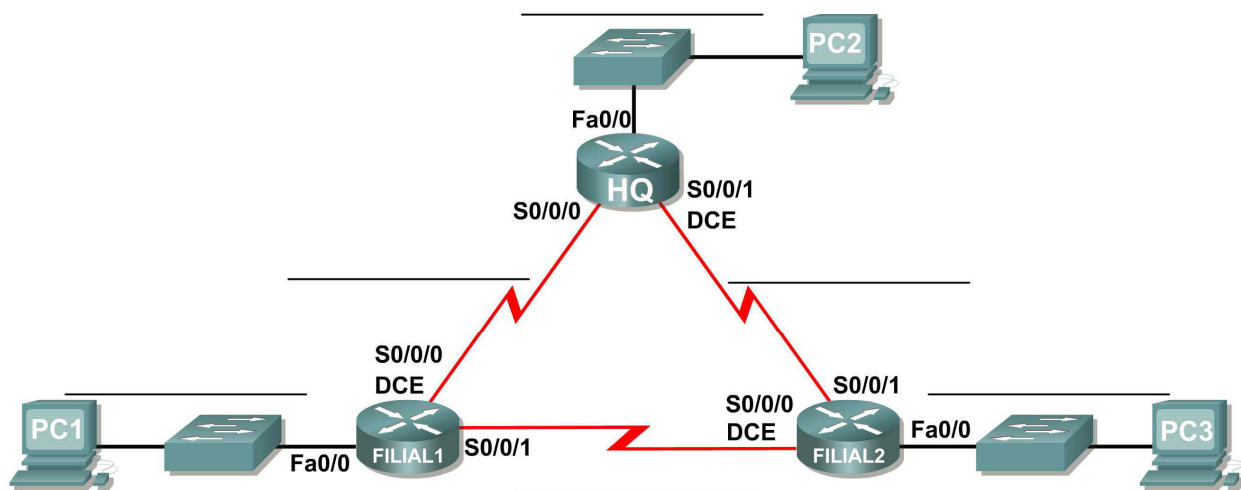 PC2
Fa0/0
HQ
S0/0/1
DCE
S0/0/0
S0/0/0
DCE
S0/0/1
S0/0/0
DCE
PC1
Fa0/0
FILIAL1
S0/0/1
FILIAL2
Fa0/0
PC3